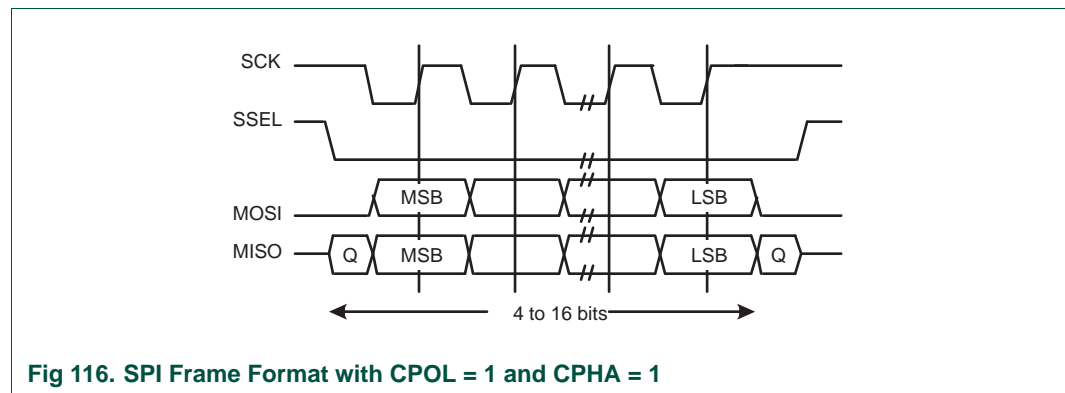 SCK
SSEL
MOSI MSB LSB
MISO Q MSB LSB Q
4 to 16 bits
Fig 116. SPI Frame Format with CPOL = 1 and CPHA = 1